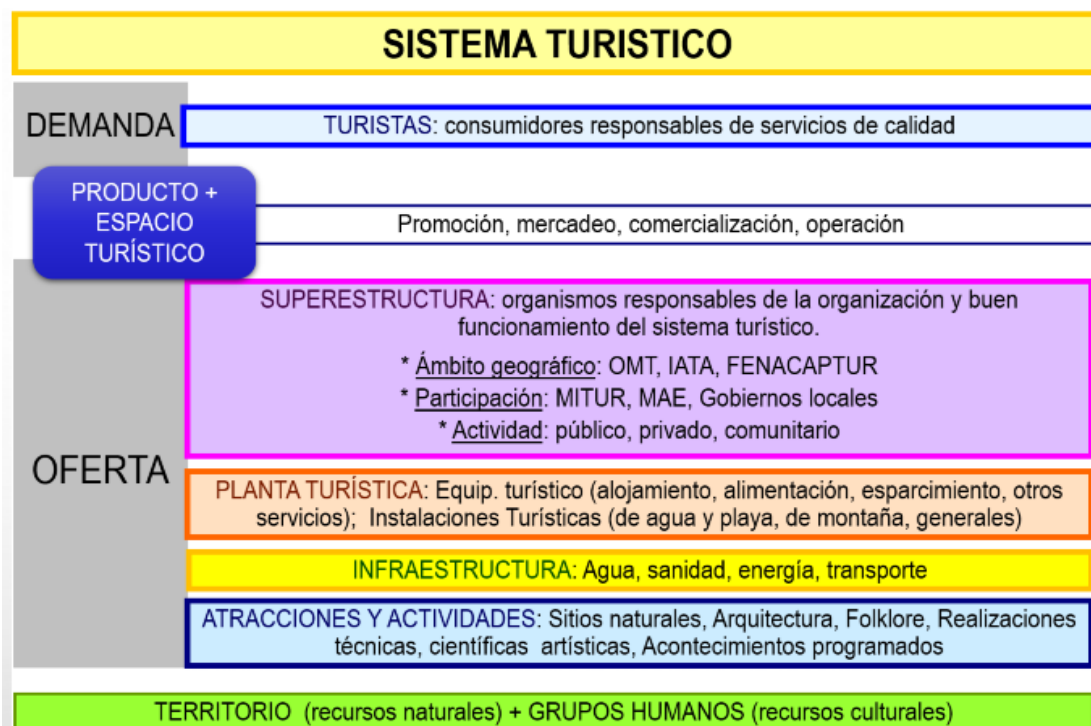 SISTEMA TURISTICO
DEMANDA
TURISTAS: consumidores responsables de servicios de calidad
PRODUCTO +
ESPACIO
TURÍSTICO
Promoción, mercadeo, comercialización, operación
OFERTA
SUPERESTRUCTURA: organismos responsables de la organización y buen
funcionamiento del sistema turístico.
* Ámbito geográfico: OMT, IATA, FENACAPTUR
* Participación: MITUR, MAE, Gobiernos locales
* Actividad: público, privado, comunitario
PLANTA TURÍSTICA: Equip. turístico (alojamiento, alimentación, esparcimiento, otros
servicios); Instalaciones Turísticas (de agua y playa, de montaña, generales)
INFRAESTRUCTURA: Agua, sanidad, energía, transporte
ATRACCIONES Y ACTIVIDADES: Sitios naturales, Arquitectura, Folklore, Realizaciones
técnicas, científicas artísticas, Acontecimientos programados
TERRITORIO (recursos naturales) + GRUPOS HUMANOS (recursos culturales)